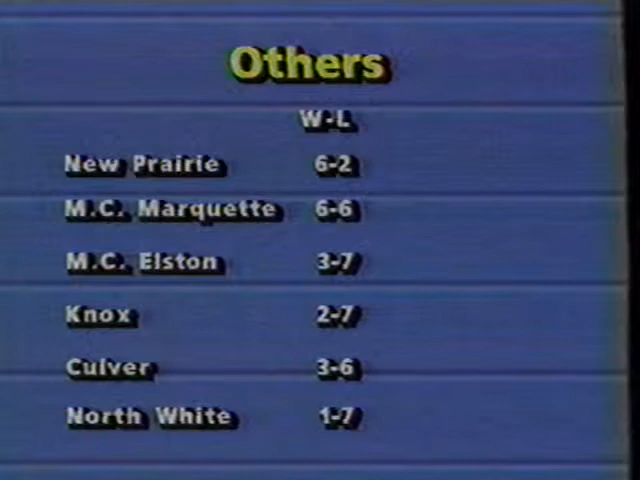 Others
W-L
New Prairie 6-2
M.C. Marquette 6-6
M.C. Elston 3-7
Knox 2-7
Culver 3-6
North White 1-7